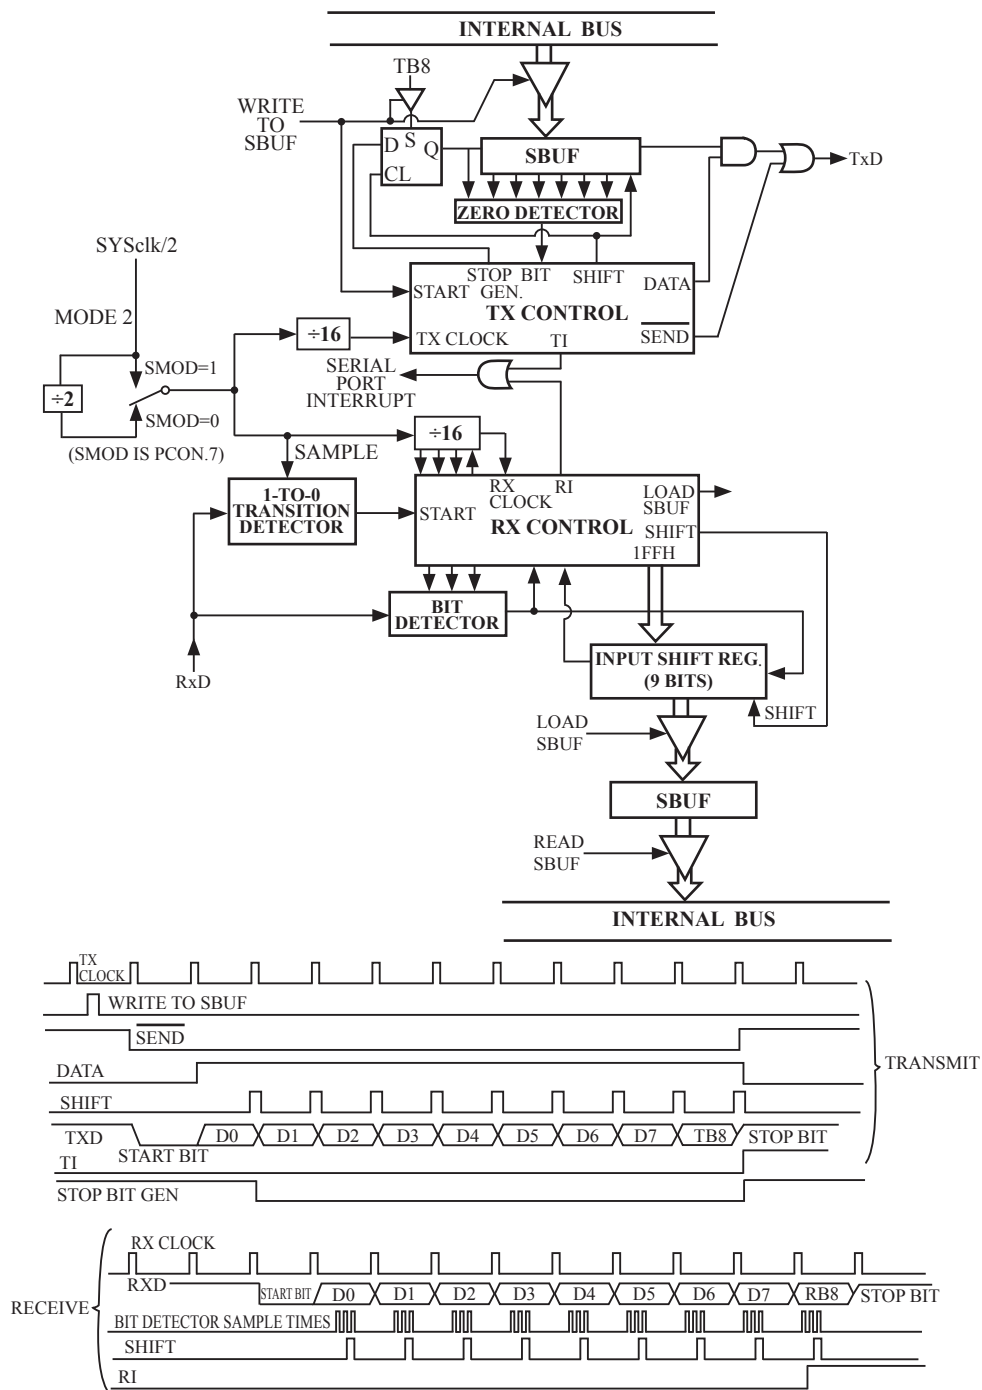 INTERNAL BUS
TB8
WRITE
TO
SBUF
D S Q
CL
SBUF
TxD
ZERO DETECTOR
SYSclk/2
STOP BIT
GEN.
SHIFT
START
DATA
TX CONTROL
MODE 2
÷16
TX CLOCK
TI
SEND
SMOD=1
SERIAL
PORT
INTERRUPT
÷2
SMOD=0
(SMOD IS PCON.7)
SAMPLE
÷16
1-TO-0
TRANSITION
DETECTOR
START
RX
CLOCK
RI
LOAD
SBUF
RX CONTROL
SHIFT
1FFH
BIT
DETECTOR
RxD
INPUT SHIFT REG.
(9 BITS)
SHIFT
LOAD
SBUF
SBUF
READ
SBUF
INTERNAL BUS
TX
CLOCK
WRITE TO SBUF
SEND
DATA
TRANSMIT
SHIFT
TXD
START BIT
D0 D1 D2 D3 D4 D5 D6 D7 TB8 STOP BIT
TI
STOP BIT GEN
RX CLOCK
RXD
START BIT D0 D1 D2 D3 D4 D5 D6 D7 RB8 STOP BIT
RECEIVE
BIT DETECTOR SAMPLE TIMES
SHIFT
RI